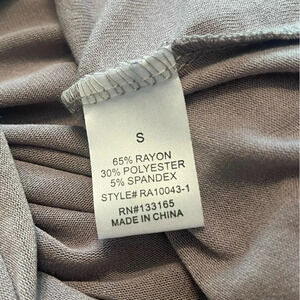 S
65% RAYON
30% POLYESTER
5% SPANDEX
STYLE# RA10043-1
RN#133165
MADE IN CHINA